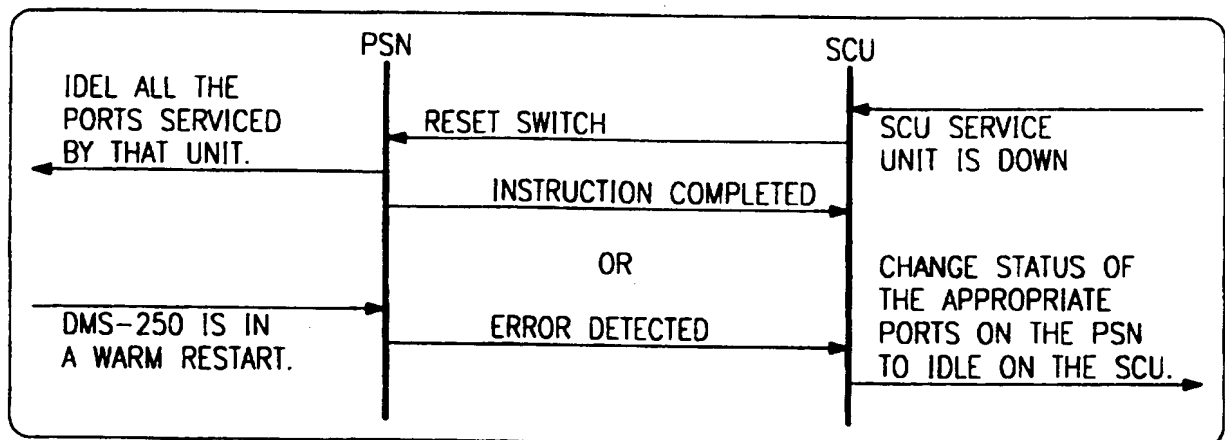 PSN
SCU
IDEL ALL THE
PORTS SERVICED
BY THAT UNIT.
RESET SWITCH
SCU SERVICE
UNIT IS DOWN
INSTRUCTION COMPLETED
OR
DMS-250 IS IN
A WARM RESTART.
ERROR DETECTED
CHANGE STATUS OF
THE APPROPRIATE
PORTS ON THE PSN
TO IDLE ON THE SCU.